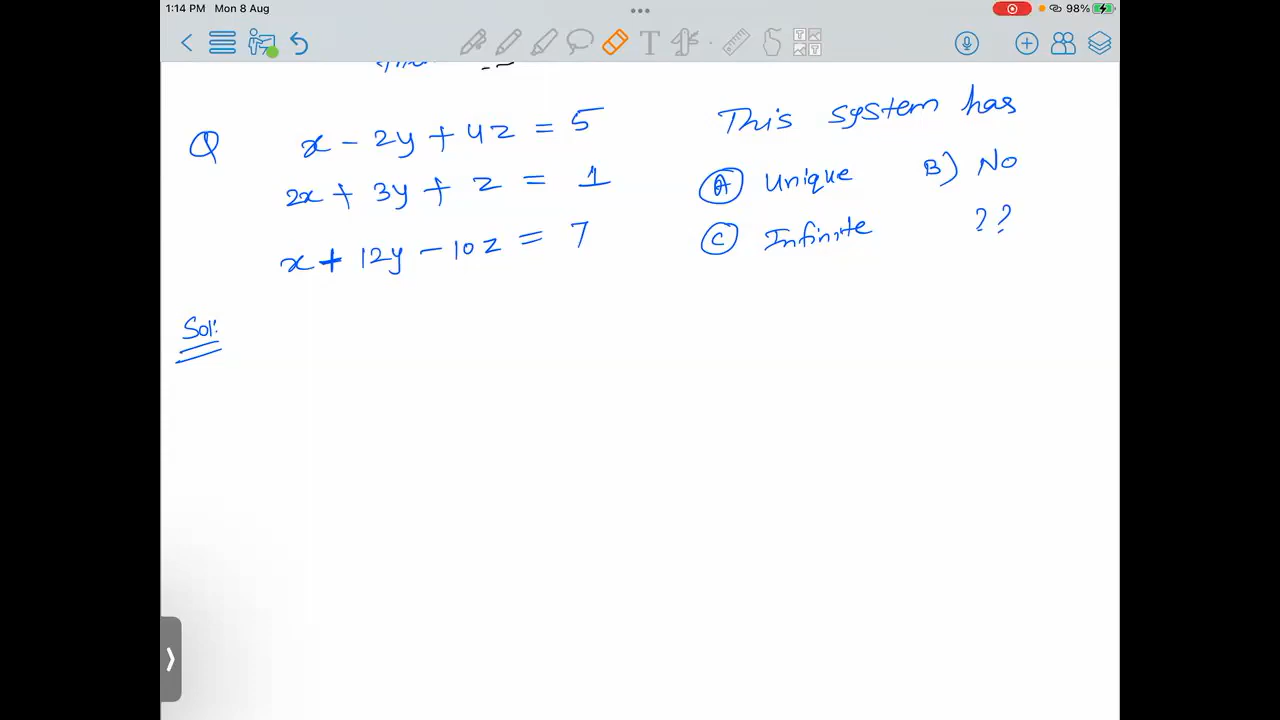 1:14 PM Mon 8 Aug 98%
T
Q x - 2y + 4z = 5 This system has
2x + 3y + z = 1 (A) Unique B) No
x + 12y - 10z = 7 (C) Infinite ??
Sol: